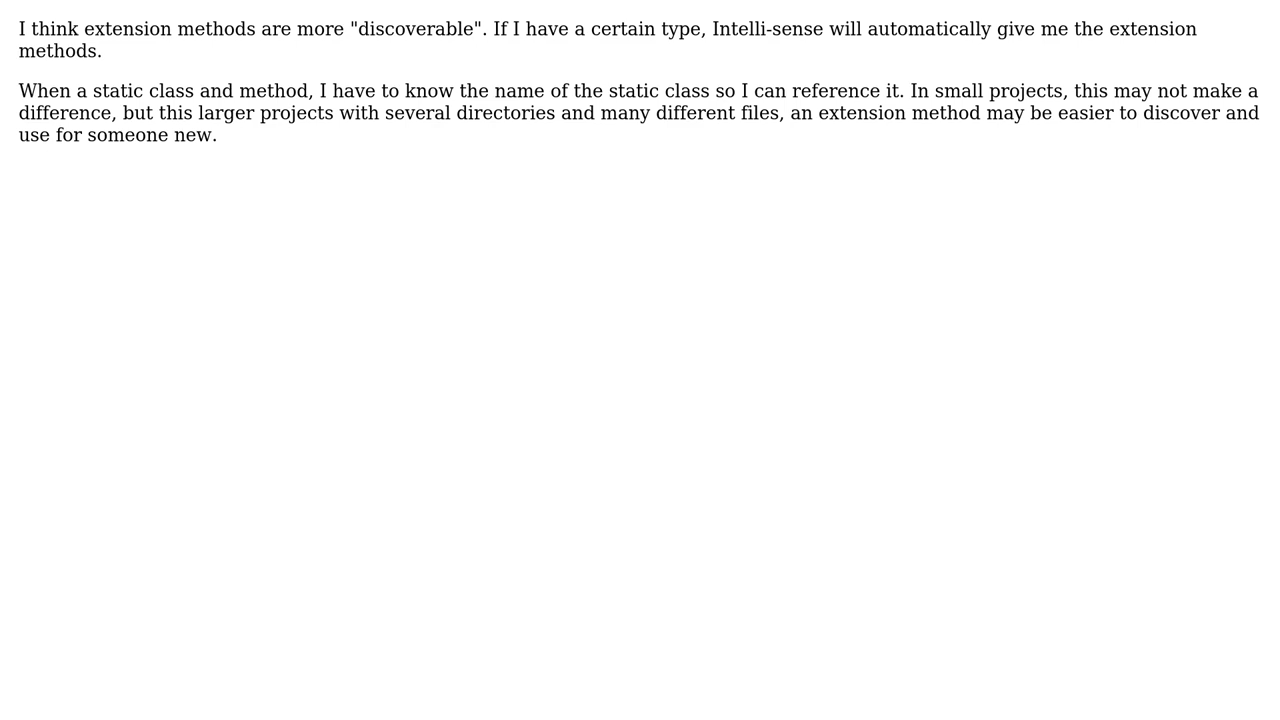 I think extension methods are more "discoverable". If I have a certain type, Intelli-sense will automatically give me the extension
methods.
When a static class and method, I have to know the name of the static class so I can reference it. In small projects, this may not make a
difference, but this larger projects with several directories and many different files, an extension method may be easier to discover and
use for someone new.